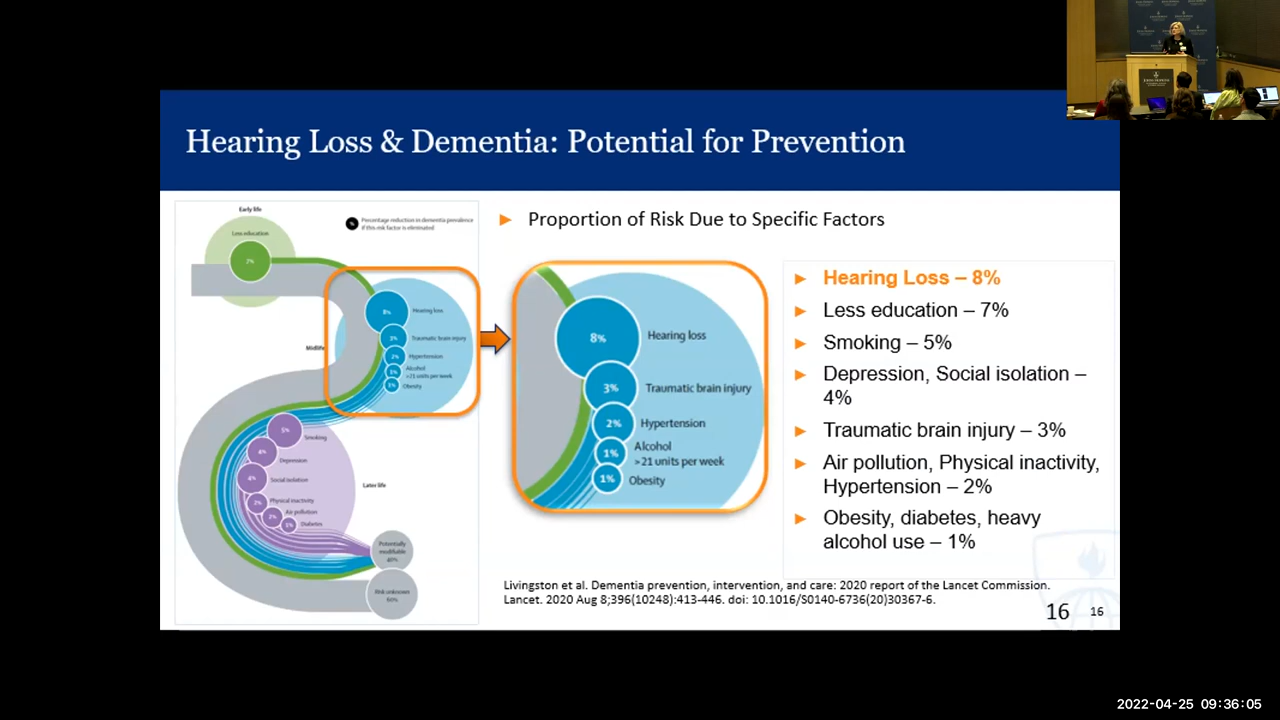 Hearing Loss & Dementia: Potential for Prevention
Early life
Less education
7%
Percentage reduction in dementia prevalence
if this risk factor is eliminated
8%
Hearing loss
3%
Traumatic brain injury
2%
Hypertension
1%
Alcohol
>21 units per week
1%
Obesity
Midlife
5%
Smoking
4%
Depression
4%
Social isolation
2%
Physical inactivity
2%
Air pollution
1%
Diabetes
Later life
Potentially
modifiable
40%
Risk unknown
60%
► Proportion of Risk Due to Specific Factors
8%
Hearing loss
3%
Traumatic brain injury
2%
Hypertension
1%
Alcohol
>21 units per week
1%
Obesity
► Hearing Loss – 8%
► Less education – 7%
► Smoking – 5%
► Depression, Social isolation –
4%
► Traumatic brain injury – 3%
► Air pollution, Physical inactivity,
Hypertension – 2%
► Obesity, diabetes, heavy
alcohol use – 1%
Livingston et al. Dementia prevention, intervention, and care: 2020 report of the Lancet Commission.
Lancet. 2020 Aug 8;396(10248):413-446. doi: 10.1016/S0140-6736(20)30367-6.
16
16
2022-04-25 09:36:05